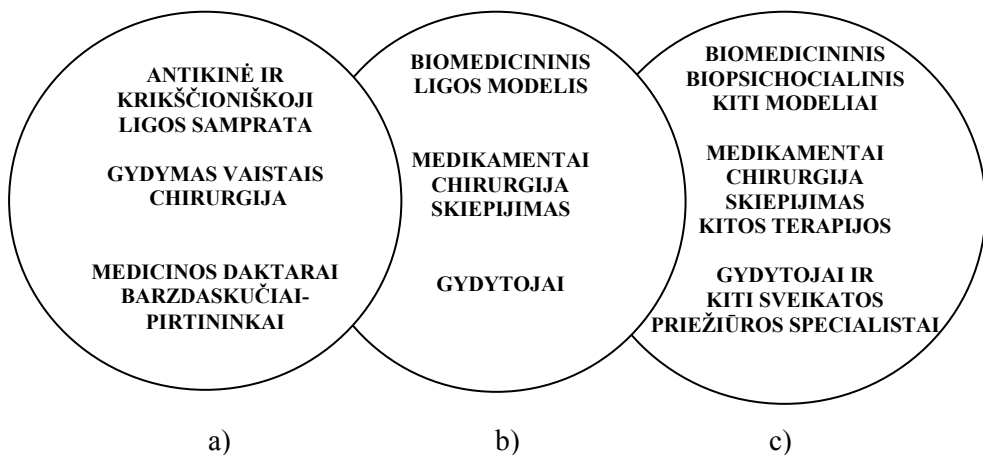 ANTIKINĖ IR
KRIKŠČIONIŠKOJI
LIGOS SAMPRATA
GYDYMAS VAISTAIS
CHIRURGIJA
MEDICINOS DAKTARAI
BARZDASKUČIAI-
PIRTININKAI
a)
BIOMEDICININIS
LIGOS MODELIS
MEDIKAMENTAI
CHIRURGIJA
SKIEPIJIMAS
GYDYTOJAI
b)
BIOMEDICININIS
BIOPSICHOCIALINIS
KITI MODELIAI
MEDIKAMENTAI
CHIRURGIJA
SKIEPIJIMAS
KITOS TERAPIJOS
GYDYTOJAI IR
KITI SVEIKATOS
PRIEŽIŪROS SPECIALISTAI
c)